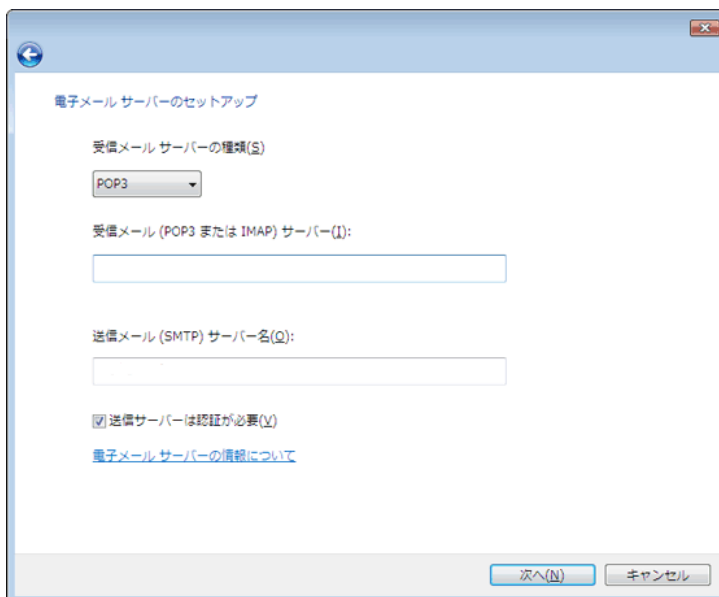 電子メール サーバーのセットアップ
受信メール サーバーの種類(S)
POP3
受信メール (POP3 または IMAP) サーバー(I):
送信メール (SMTP) サーバー名(O):
送信サーバーは認証が必要(V)
電子メール サーバーの情報について
次へ(N) キャンセル